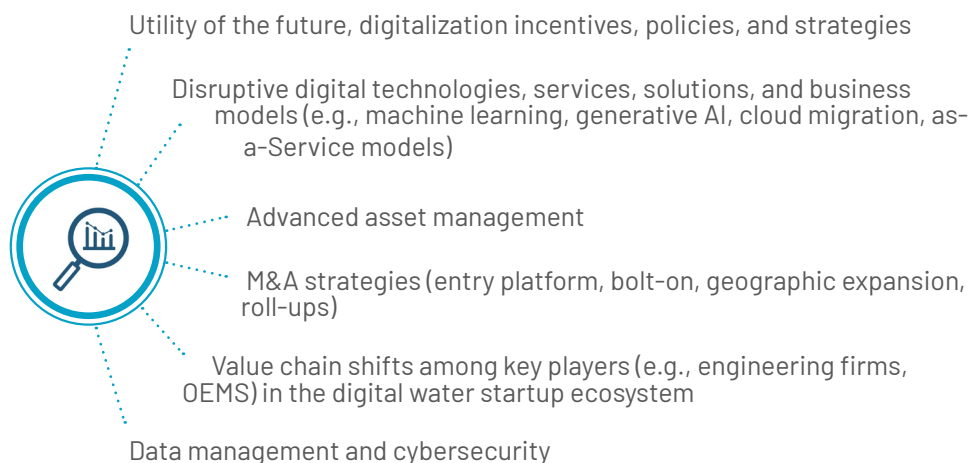 Utility of the future, digitalization incentives, policies, and strategies
Disruptive digital technologies, services, solutions, and business
models (e.g., machine learning, generative AI, cloud migration, as-
a-Service models)
Advanced asset management
M&A strategies (entry platform, bolt-on, geographic expansion,
roll-ups)
Value chain shifts among key players (e.g., engineering firms,
OEMS) in the digital water startup ecosystem
Data management and cybersecurity